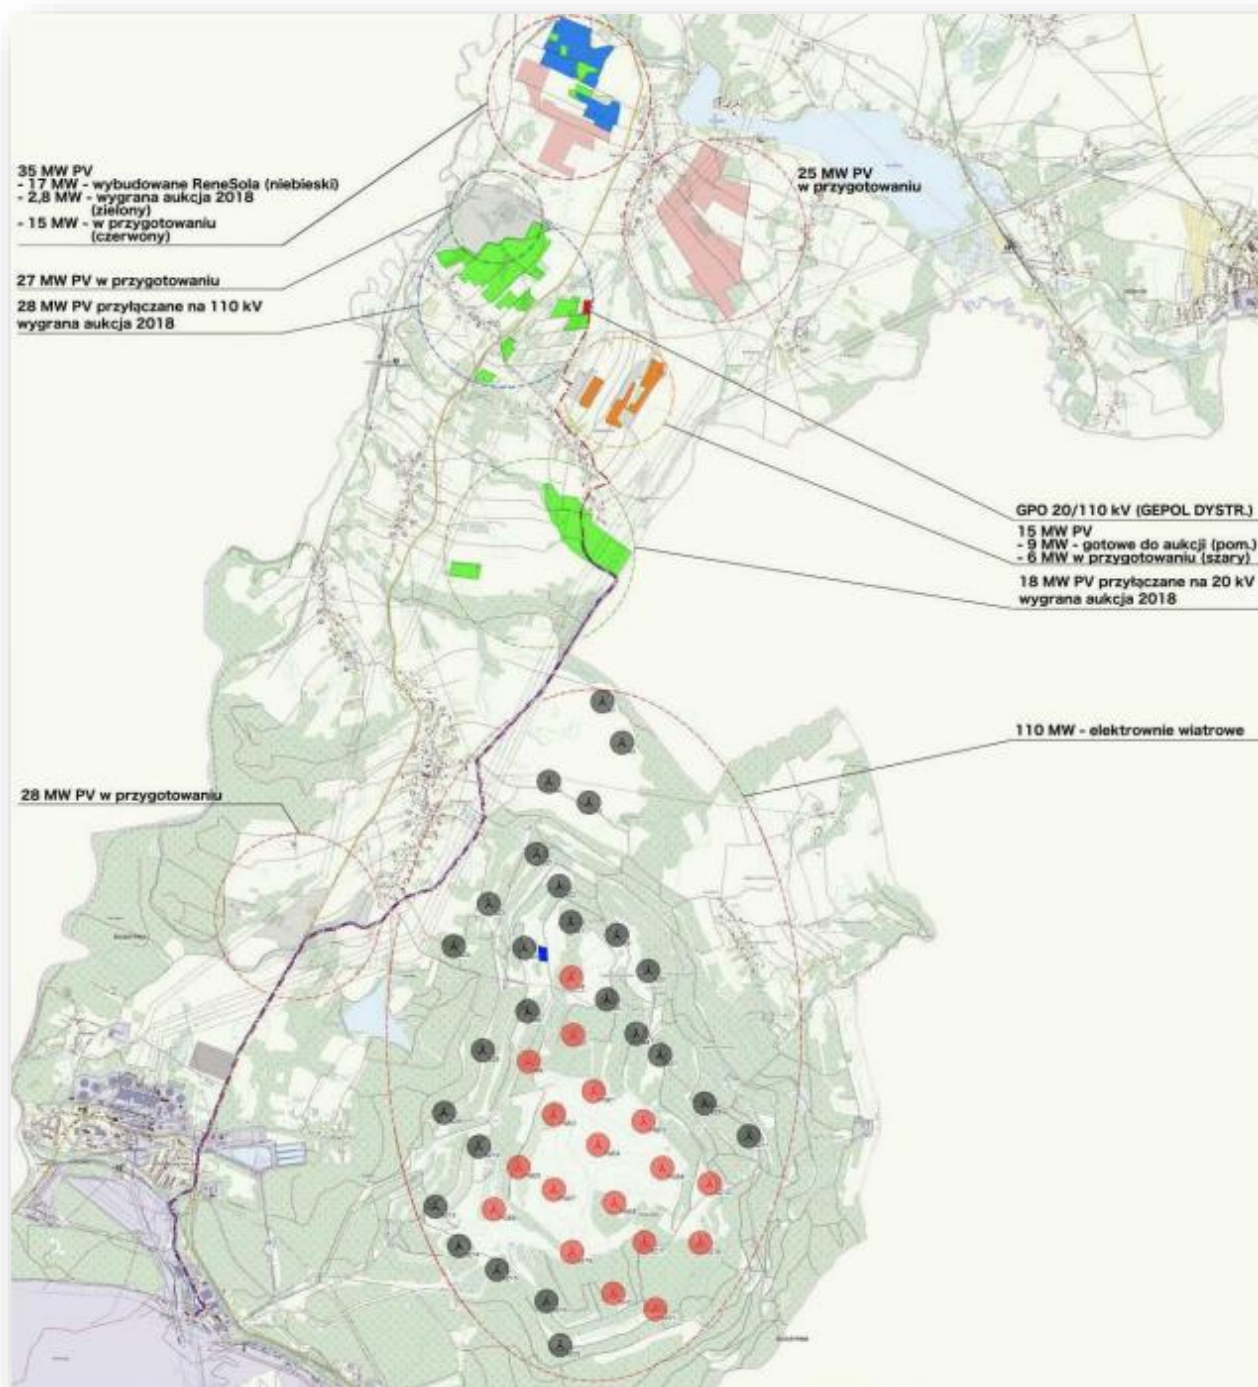 35 MW PV
- 17 MW - wybudowane ReneSola (niebieski)
- 2,8 MW - wygrana aukcja 2018
(zielony)
- 15 MW - w przygotowaniu
(czerwony)
25 MW PV
w przygotowaniu
27 MW PV w przygotowaniu
28 MW PV przyłączane na 110 kV
wygrana aukcja 2018
GPO 20/110 kV (GEPOL DYSTR.)
15 MW PV
- 9 MW - gotowe do aukcji (pom.)
- 6 MW w przygotowaniu (szary)
18 MW PV przyłączane na 20 kV
wygrana aukcja 2018
110 MW - elektrownie wiatrowe
28 MW PV w przygotowaniu